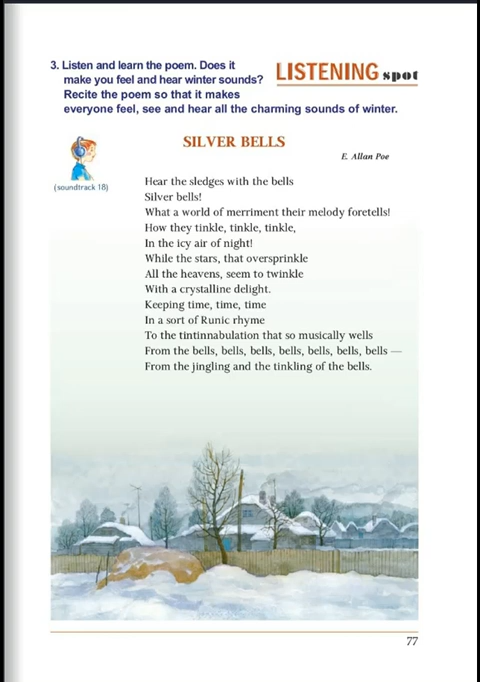 3. Listen and learn the poem. Does it
make you feel and hear winter sounds?
Recite the poem so that it makes
everyone feel, see and hear all the charming sounds of winter.
LISTENING spot
(soundtrack 18)
SILVER BELLS
E. Allan Poe
Hear the sledges with the bells
Silver bells!
What a world of merriment their melody foretells!
How they tinkle, tinkle, tinkle,
In the icy air of night!
While the stars, that oversprinkle
All the heavens, seem to twinkle
With a crystalline delight.
Keeping time, time, time
In a sort of Runic rhyme
To the tintinnabulation that so musically wells
From the bells, bells, bells, bells, bells, bells, bells —
From the jingling and the tinkling of the bells.
77